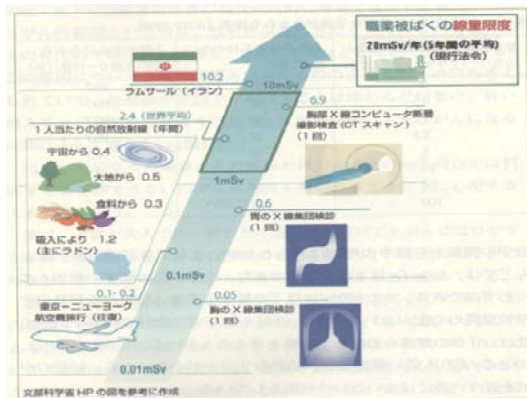 職業被ばくの線量限度
20mSv/年(5年間の平均)
(現行法令)
10.2
ラムサール(イラン)
10mSv
2.4 (世界平均)
1人当たりの自然放射線(年間)
宇宙から 0.4
大地から 0.5
食料から 0.3
吸入により 1.2
(主にラドン)
6.9
胸部X線コンピュータ断層
撮影検査(CTスキャン)
(1回)
1mSv
0.6
胃のX線集団検診
(1回)
0.1mSv
0.1-0.2
東京-ニューヨーク
航空機旅行(往復)
0.05
胸のX線集団検診
(1回)
0.01mSv
文部科学省HPの図を参考に作成